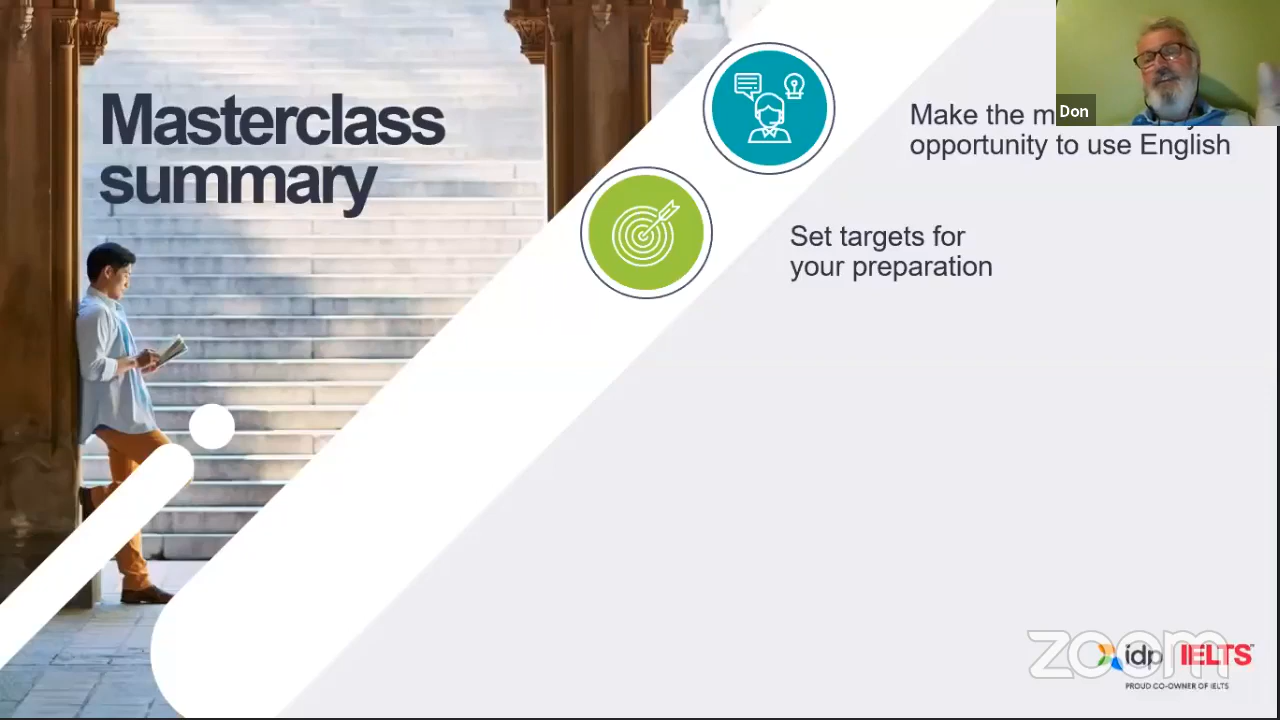 Masterclass
summary
Make the m
opportunity to use English
Set targets for
your preparation
Don
zoom
idp IELTS
PROUD CO-OWNER OF IELTS